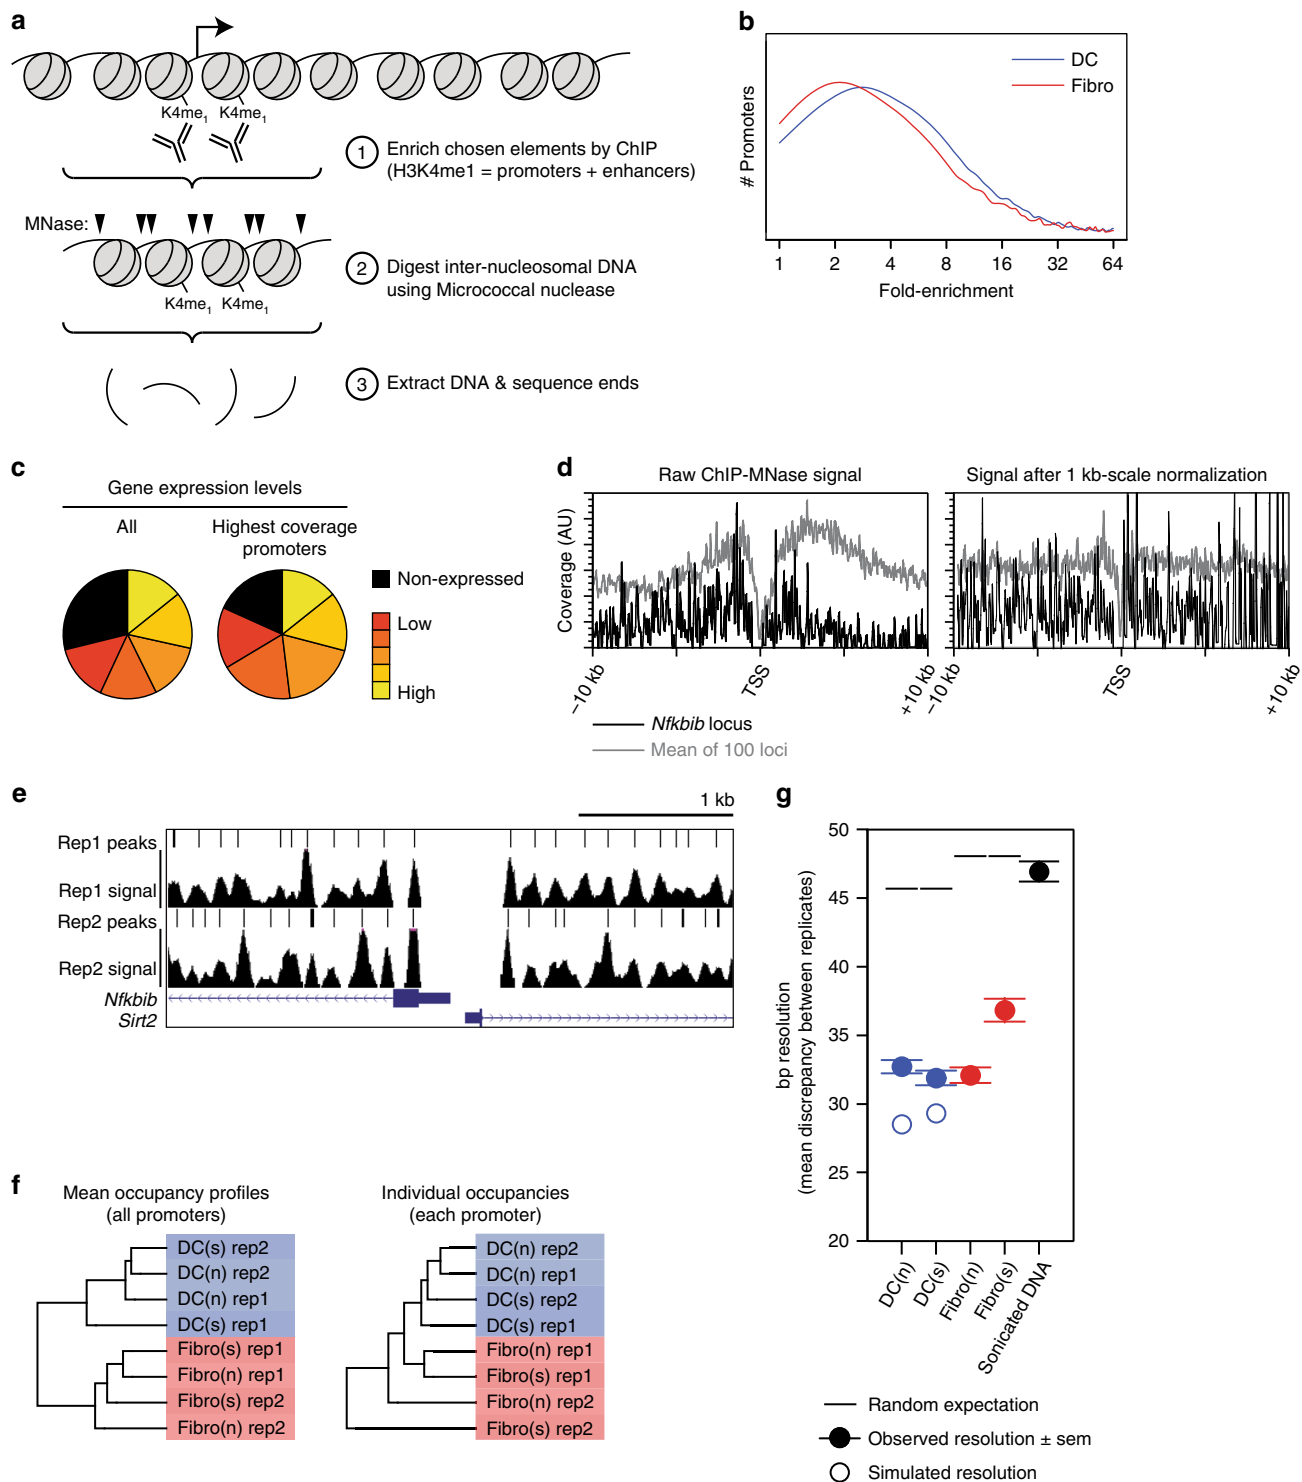 a
K4me1 K4me1
1 Enrich chosen elements by ChIP
(H3K4me1 = promoters + enhancers)
MNase:
2 Digest inter-nucleosomal DNA
using Micrococcal nuclease
K4me1 K4me1
3 Extract DNA & sequence ends
b
# Promoters
DC
Fibro
1 2 4 8 16 32 64
Fold-enrichment
c
Gene expression levels
All
Highest coverage
promoters
Non-expressed
Low
High
d
Raw ChIP-MNase signal
Signal after 1 kb-scale normalization
Coverage (AU)
–10 kb TSS +10 kb
–10 kb TSS +10 kb
Nfkbib locus
Mean of 100 loci
e
1 kb
Rep1 peaks
Rep1 signal
Rep2 peaks
Rep2 signal
Nfkbib
Sirt2
f
Mean occupancy profiles
(all promoters)
DC(s) rep2
DC(n) rep2
DC(n) rep1
DC(s) rep1
Fibro(s) rep1
Fibro(n) rep1
Fibro(s) rep2
Fibro(n) rep2
Individual occupancies
(each promoter)
DC(n) rep2
DC(n) rep1
DC(s) rep2
DC(s) rep1
Fibro(n) rep1
Fibro(s) rep1
Fibro(n) rep2
Fibro(s) rep2
g
bp resolution
(mean discrepancy between replicates)
50
45
40
35
30
25
20
DC(n)
DC(s)
Fibro(n)
Fibro(s)
Sonicated DNA
Random expectation
Observed resolution ± sem
Simulated resolution